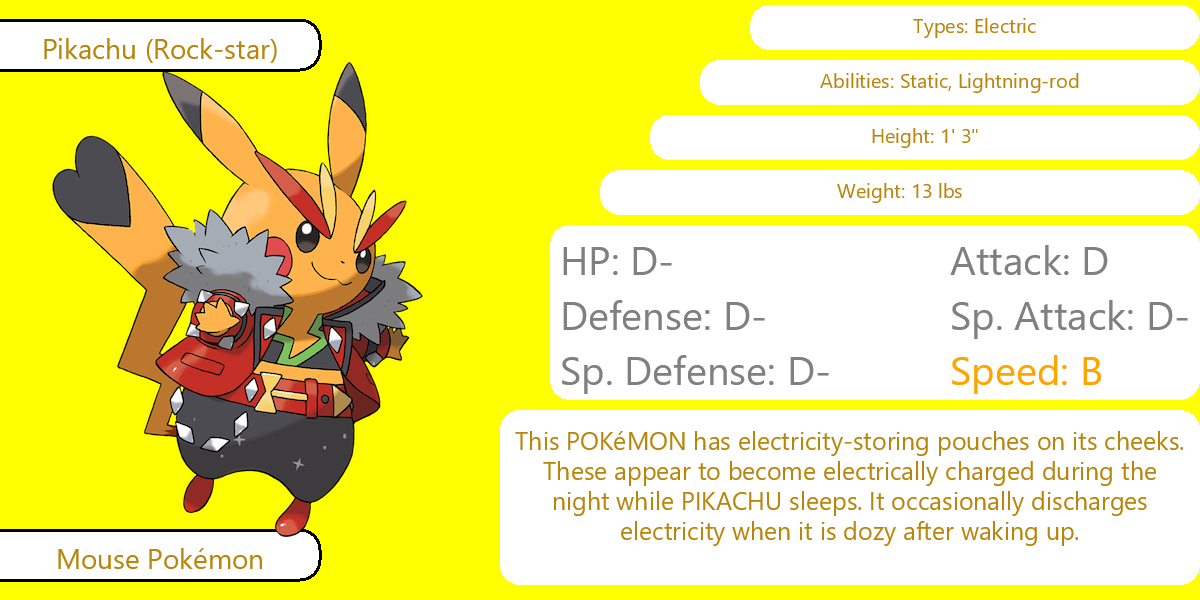 Pikachu (Rock-star)
Types: Electric
Abilities: Static, Lightning-rod
Height: 1' 3"
Weight: 13 lbs
HP: D-
Attack: D
Defense: D-
Sp. Attack: D-
Sp. Defense: D-
Speed: B
This POKéMON has electricity-storing pouches on its cheeks.
These appear to become electrically charged during the
night while PIKACHU sleeps. It occasionally discharges
electricity when it is dozy after waking up.
Mouse Pokémon